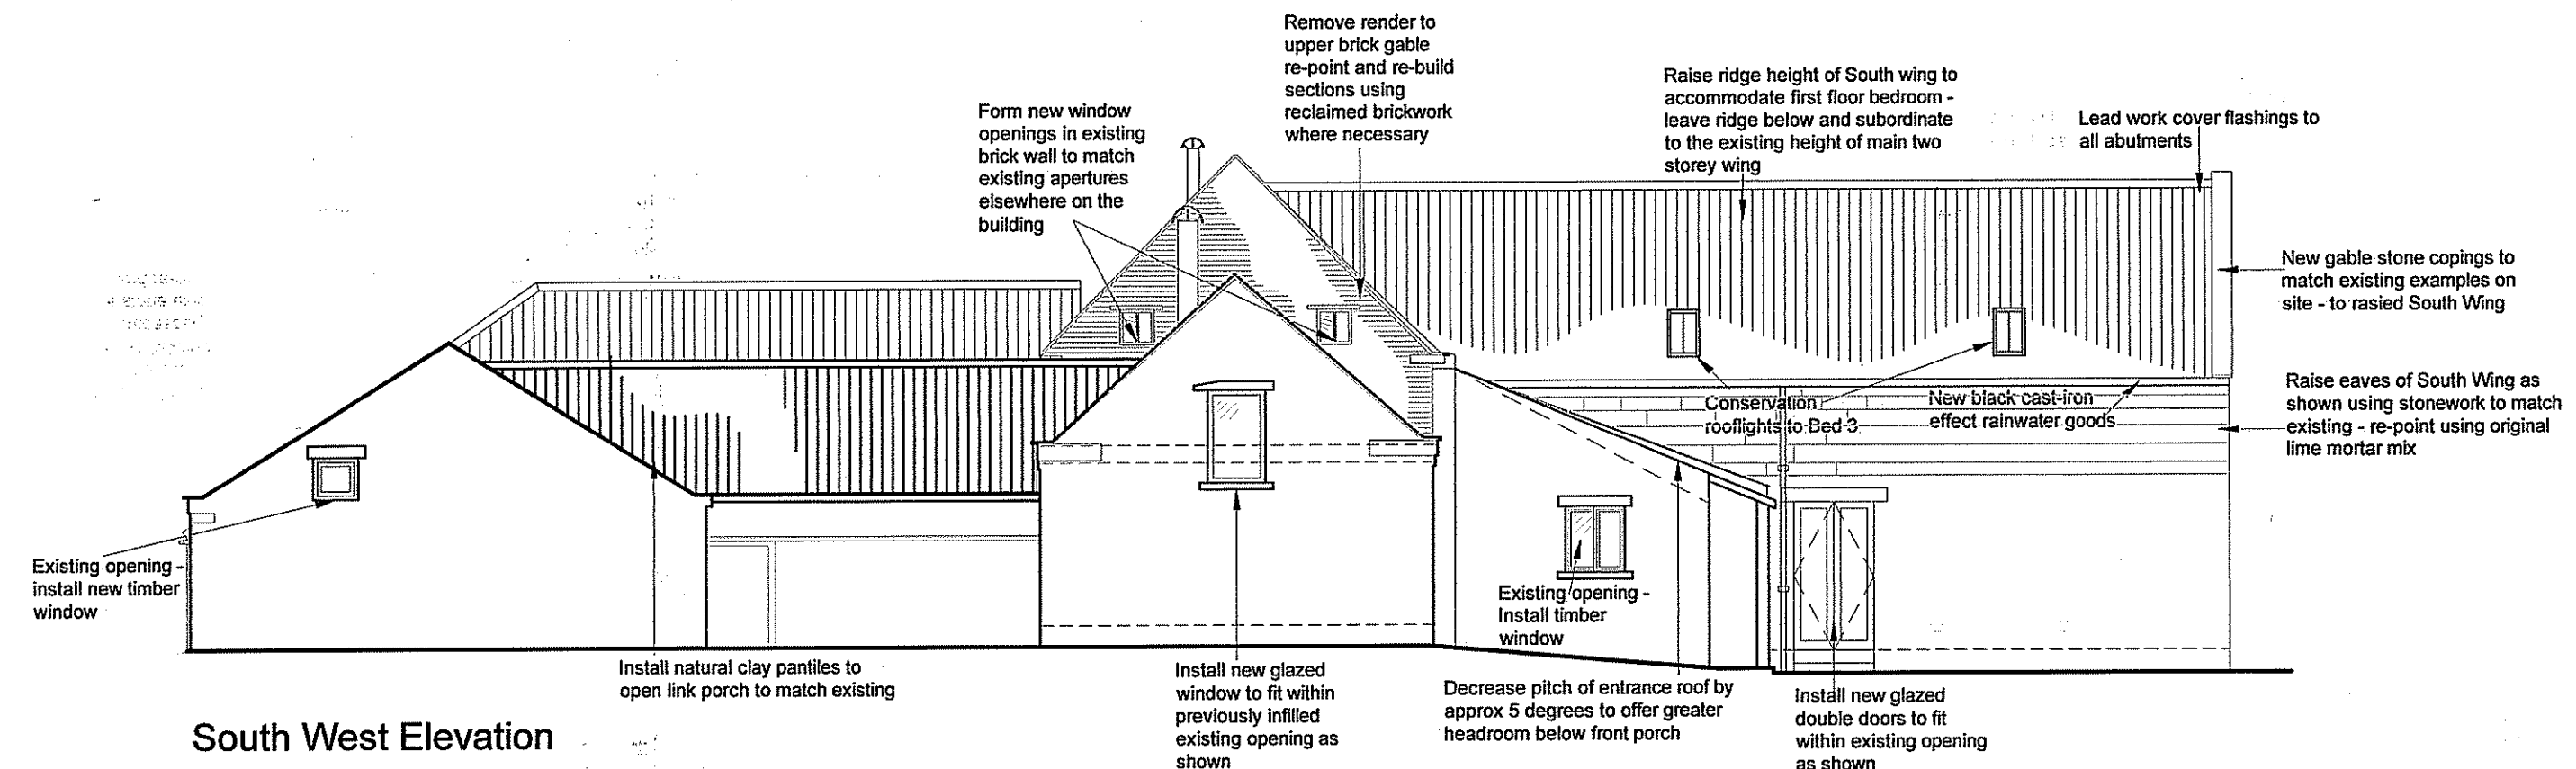 Remove render to
upper brick gable
re-point and re-build
sections using
reclaimed brickwork
where necessary
Form new window
openings in existing
brick wall to match
existing apertures
elsewhere on the
building
Raise ridge height of South wing to
accommodate first floor bedroom -
leave ridge below and subordinate
to the existing height of main two
storey wing
Lead work cover flashings to
all abutments
New gable stone copings to
match existing examples on
site - to rasied South Wing
Raise eaves of South Wing as
shown using stonework to match
existing - re-point using original
lime mortar mix
Conservation
rooflights to Bed 3
New black cast-iron
effect rainwater goods
Existing opening -
install new timber
window
Existing opening -
Install timber
window
Install natural clay pantiles to
open link porch to match existing
Install new glazed
window to fit within
previously infilled
existing opening as
shown
Decrease pitch of entrance roof by
approx 5 degrees to offer greater
headroom below front porch
Install new glazed
double doors to fit
within existing opening
as shown
South West Elevation